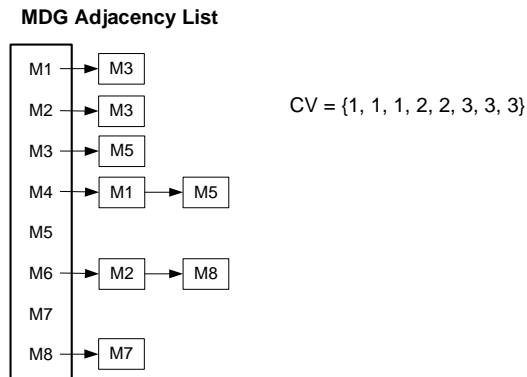 MDG Adjacency List
M1 M3
CV = {1, 1, 1, 2, 2, 3, 3, 3}
M2 M3
M3 M5
M4 M1 M5
M5
M6 M2 M8
M7
M8 M7